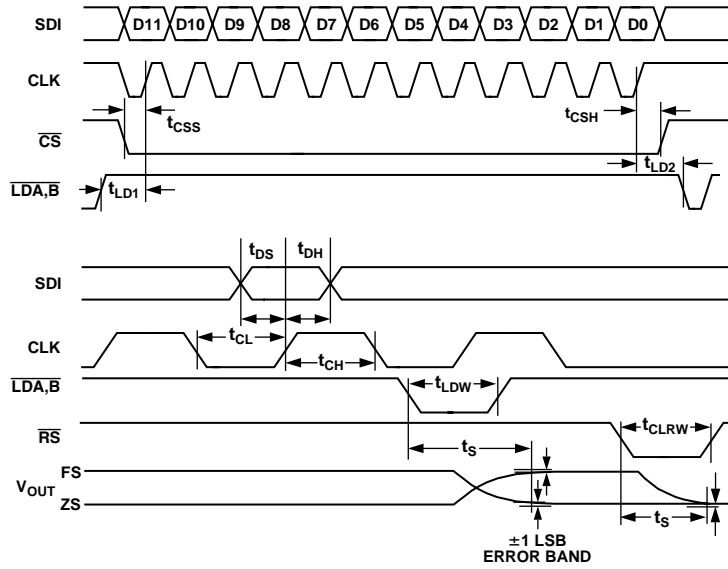 SDI D11 D10 D9 D8 D7 D6 D5 D4 D3 D2 D1 D0
CLK
tCSS
tCSH
CS
tLD2
LDA,B
tLD1
tDS tDH
SDI
tCL
CLK
tCH
LDA,B
tLDW
RS
tCLRW
tS
FS
VOUT
ZS
tS
±1 LSB
ERROR BAND